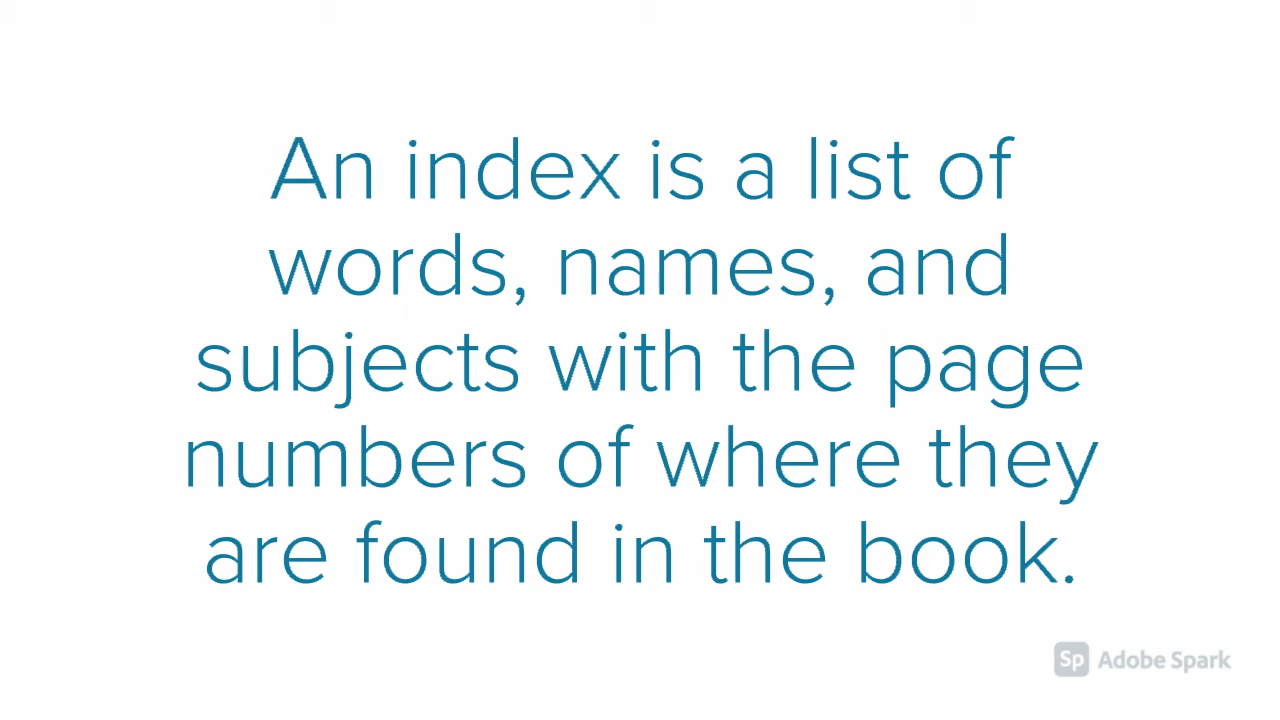 An index is a list of
words, names, and
subjects with the page
numbers of where they
are found in the book.
Sp Adobe Spark